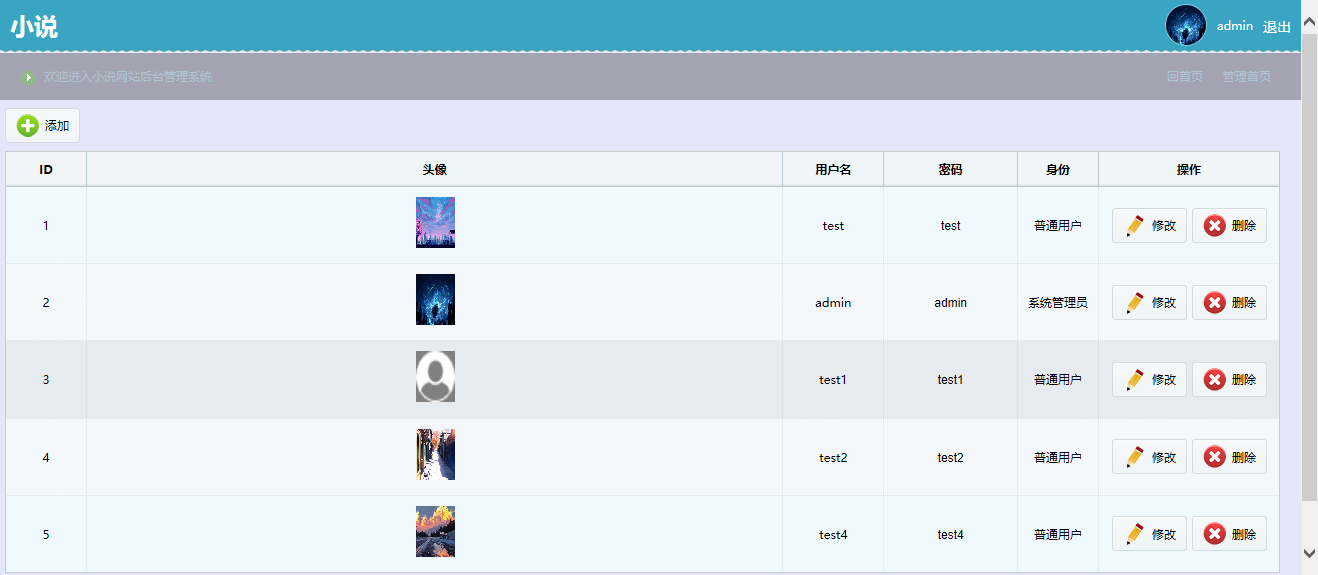 小说
admin 退出
欢迎进入小说网站后台管理系统
回首页 管理首页
添加
ID 头像 用户名 密码 身份 操作
1 test test 普通用户 修改 删除
2 admin admin 系统管理员 修改 删除
3 test1 test1 普通用户 修改 删除
4 test2 test2 普通用户 修改 删除
5 test4 test4 普通用户 修改 删除